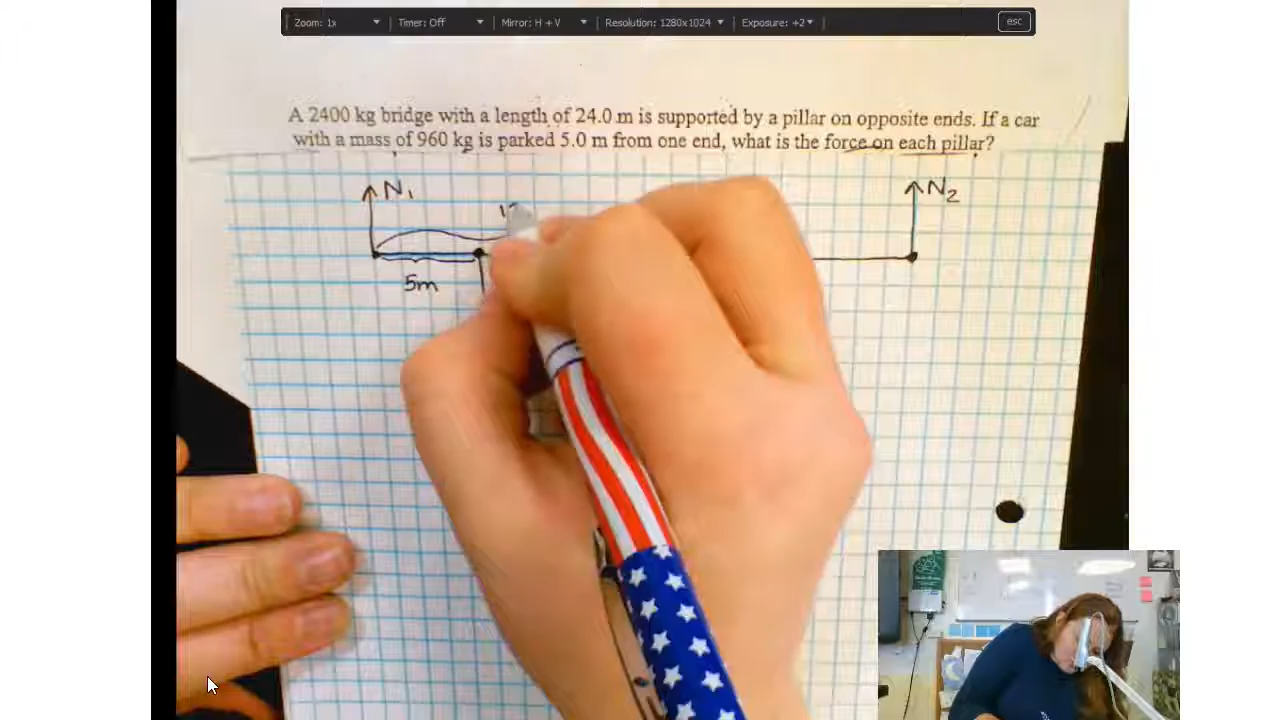 Zoom: 1x Timer: Off Mirror: H + V Resolution: 1280x1024 Exposure: +2 esc
A 2400 kg bridge with a length of 24.0 m is supported by a pillar on opposite ends. If a car
with a mass of 960 kg is parked 5.0 m from one end, what is the force on each pillar?
N₁ N₂
5m